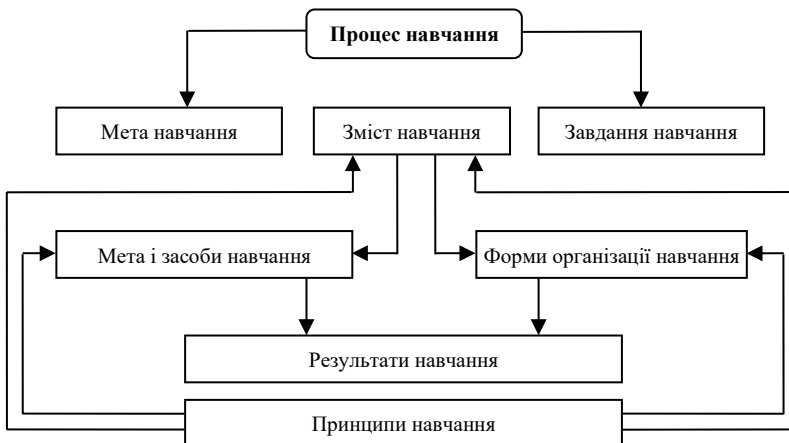 Процес навчання
Мета навчання
Зміст навчання
Завдання навчання
Мета і засоби навчання
Форми організації навчання
Результати навчання
Принципи навчання